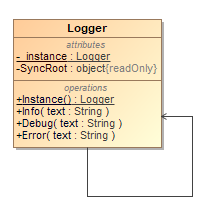 Logger
attributes
-_instance : Logger
-SyncRoot : object{readOnly}
operations
+Instance() : Logger
+Info( text : String )
+Debug( text : String )
+Error( text : String )